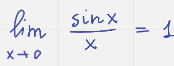 lim x→0 sinx/x = 1